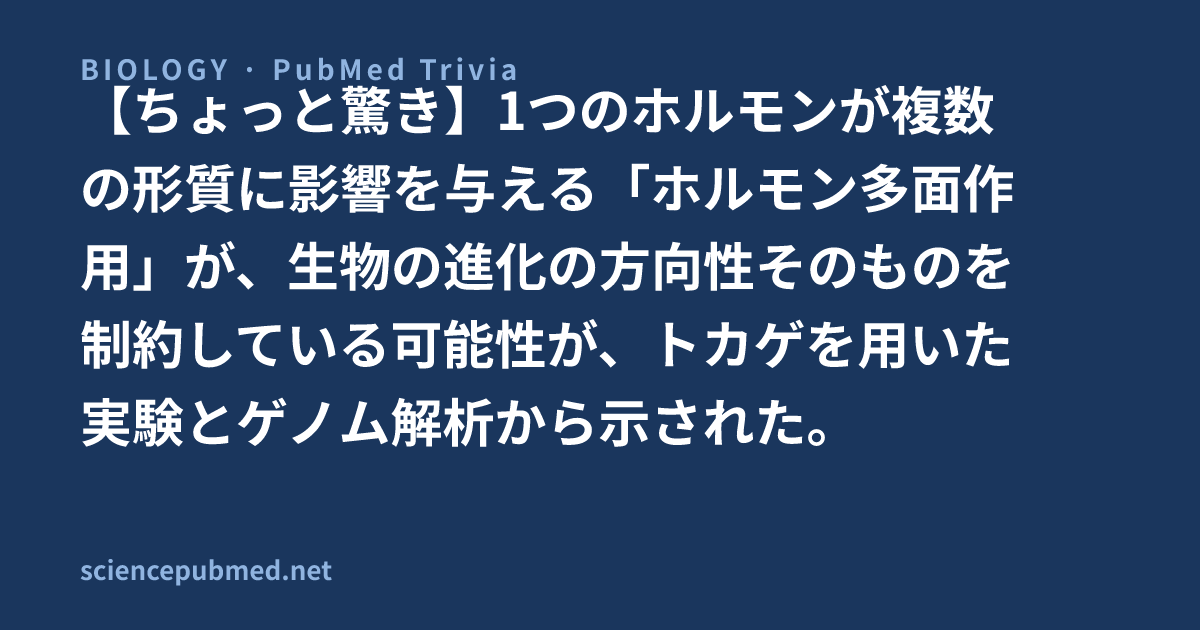 BIOLOGY · PubMed Trivia
【ちょっと驚き】1つのホルモンが複数
の形質に影響を与える「ホルモン多面作
用」が、生物の進化の方向性そのものを
制約している可能性が、トカゲを用いた
実験とゲノム解析から示された。
sciencepubmed.net